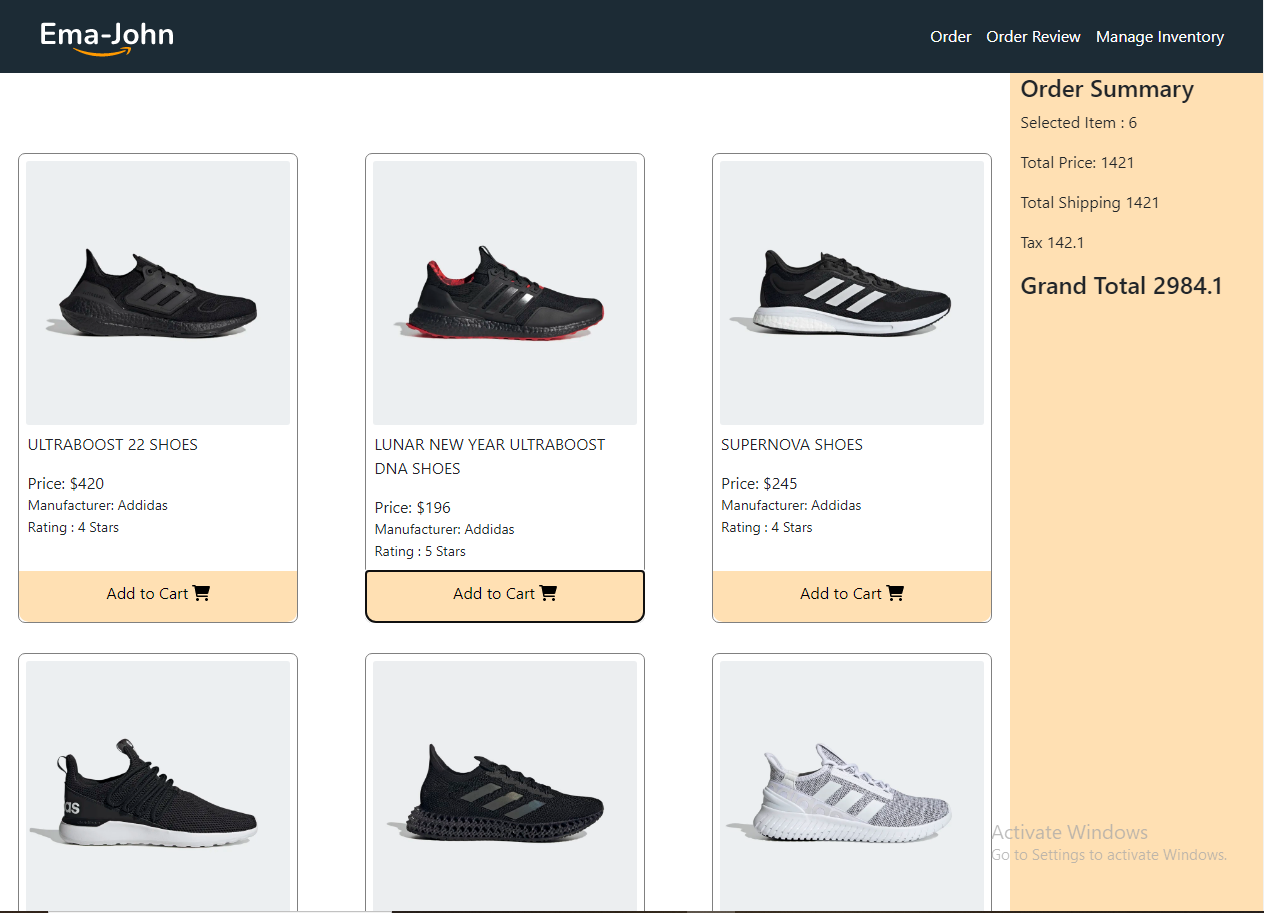 Ema-John
Order Order Review Manage Inventory
Order Summary
Selected Item : 6
Total Price: 1421
Total Shipping 1421
Tax 142.1
Grand Total 2984.1
ULTRABOOST 22 SHOES
Price: $420
Manufacturer: Addidas
Rating : 4 Stars
Add to Cart
LUNAR NEW YEAR ULTRABOOST
DNA SHOES
Price: $196
Manufacturer: Addidas
Rating : 5 Stars
Add to Cart
SUPERNOVA SHOES
Price: $245
Manufacturer: Addidas
Rating : 4 Stars
Add to Cart
as
Activate Windows
Go to Settings to activate Windows.